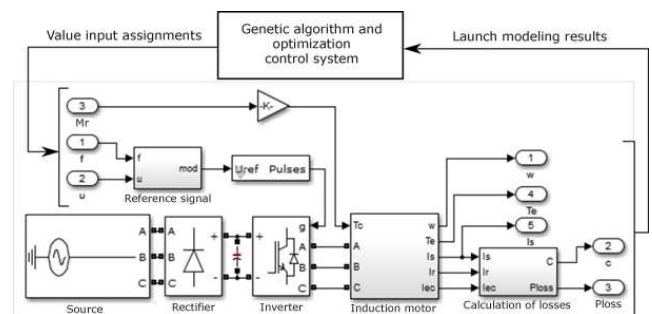 Value input assignments
Genetic algorithm and
optimization
control system
Launch modeling results
3
Mr
-K-
1
f
2
u
f
u
mod
Reference signal
Uref Pulses
1
w
4
Te
5
Is
A
B
C
Source
A
B
C
+
-
Rectifier
+
-
g
A
B
C
Inverter
Tc
A
B
C
w
Te
Is
Ir
Iec
Induction motor
Is
Ir
Iec
C
Ploss
Calculation of losses
2
c
3
Ploss